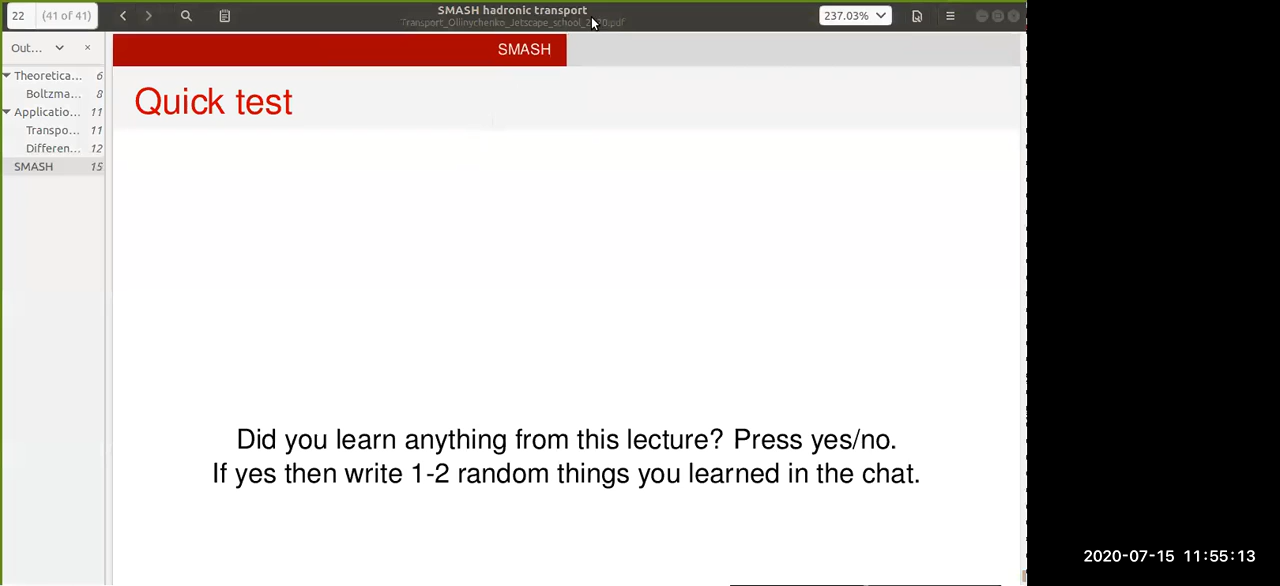 22 (41 of 41)
SMASH hadronic transport
Transport_Oliinychenko_Jetscape_school_2020.pdf
237.03%
Out...
Theoretica... 6
Boltzma... 8
Applicatio... 11
Transpo... 11
Differen... 12
SMASH 15
SMASH
Quick test
Did you learn anything from this lecture? Press yes/no.
If yes then write 1-2 random things you learned in the chat.
2020-07-15 11:55:13